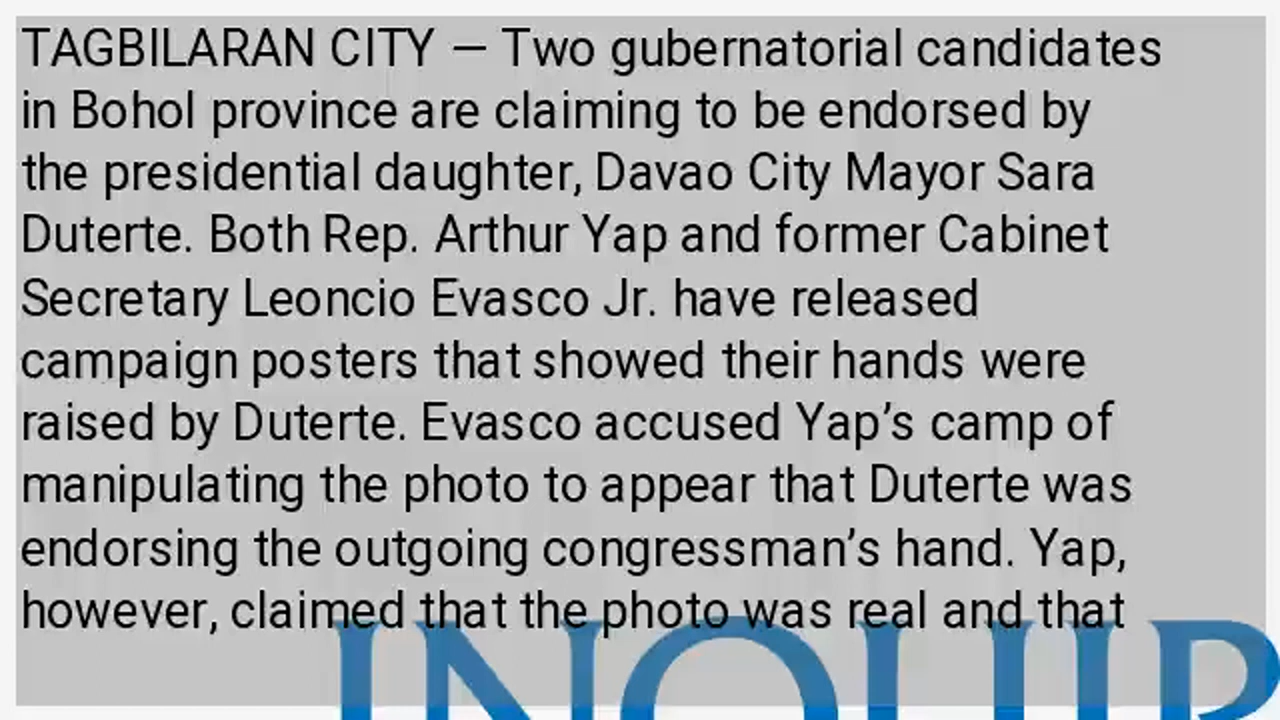 TAGBILARAN CITY — Two gubernatorial candidates
in Bohol province are claiming to be endorsed by
the presidential daughter, Davao City Mayor Sara
Duterte. Both Rep. Arthur Yap and former Cabinet
Secretary Leoncio Evasco Jr. have released
campaign posters that showed their hands were
raised by Duterte. Evasco accused Yap’s camp of
manipulating the photo to appear that Duterte was
endorsing the outgoing congressman’s hand. Yap,
however, claimed that the photo was real and that